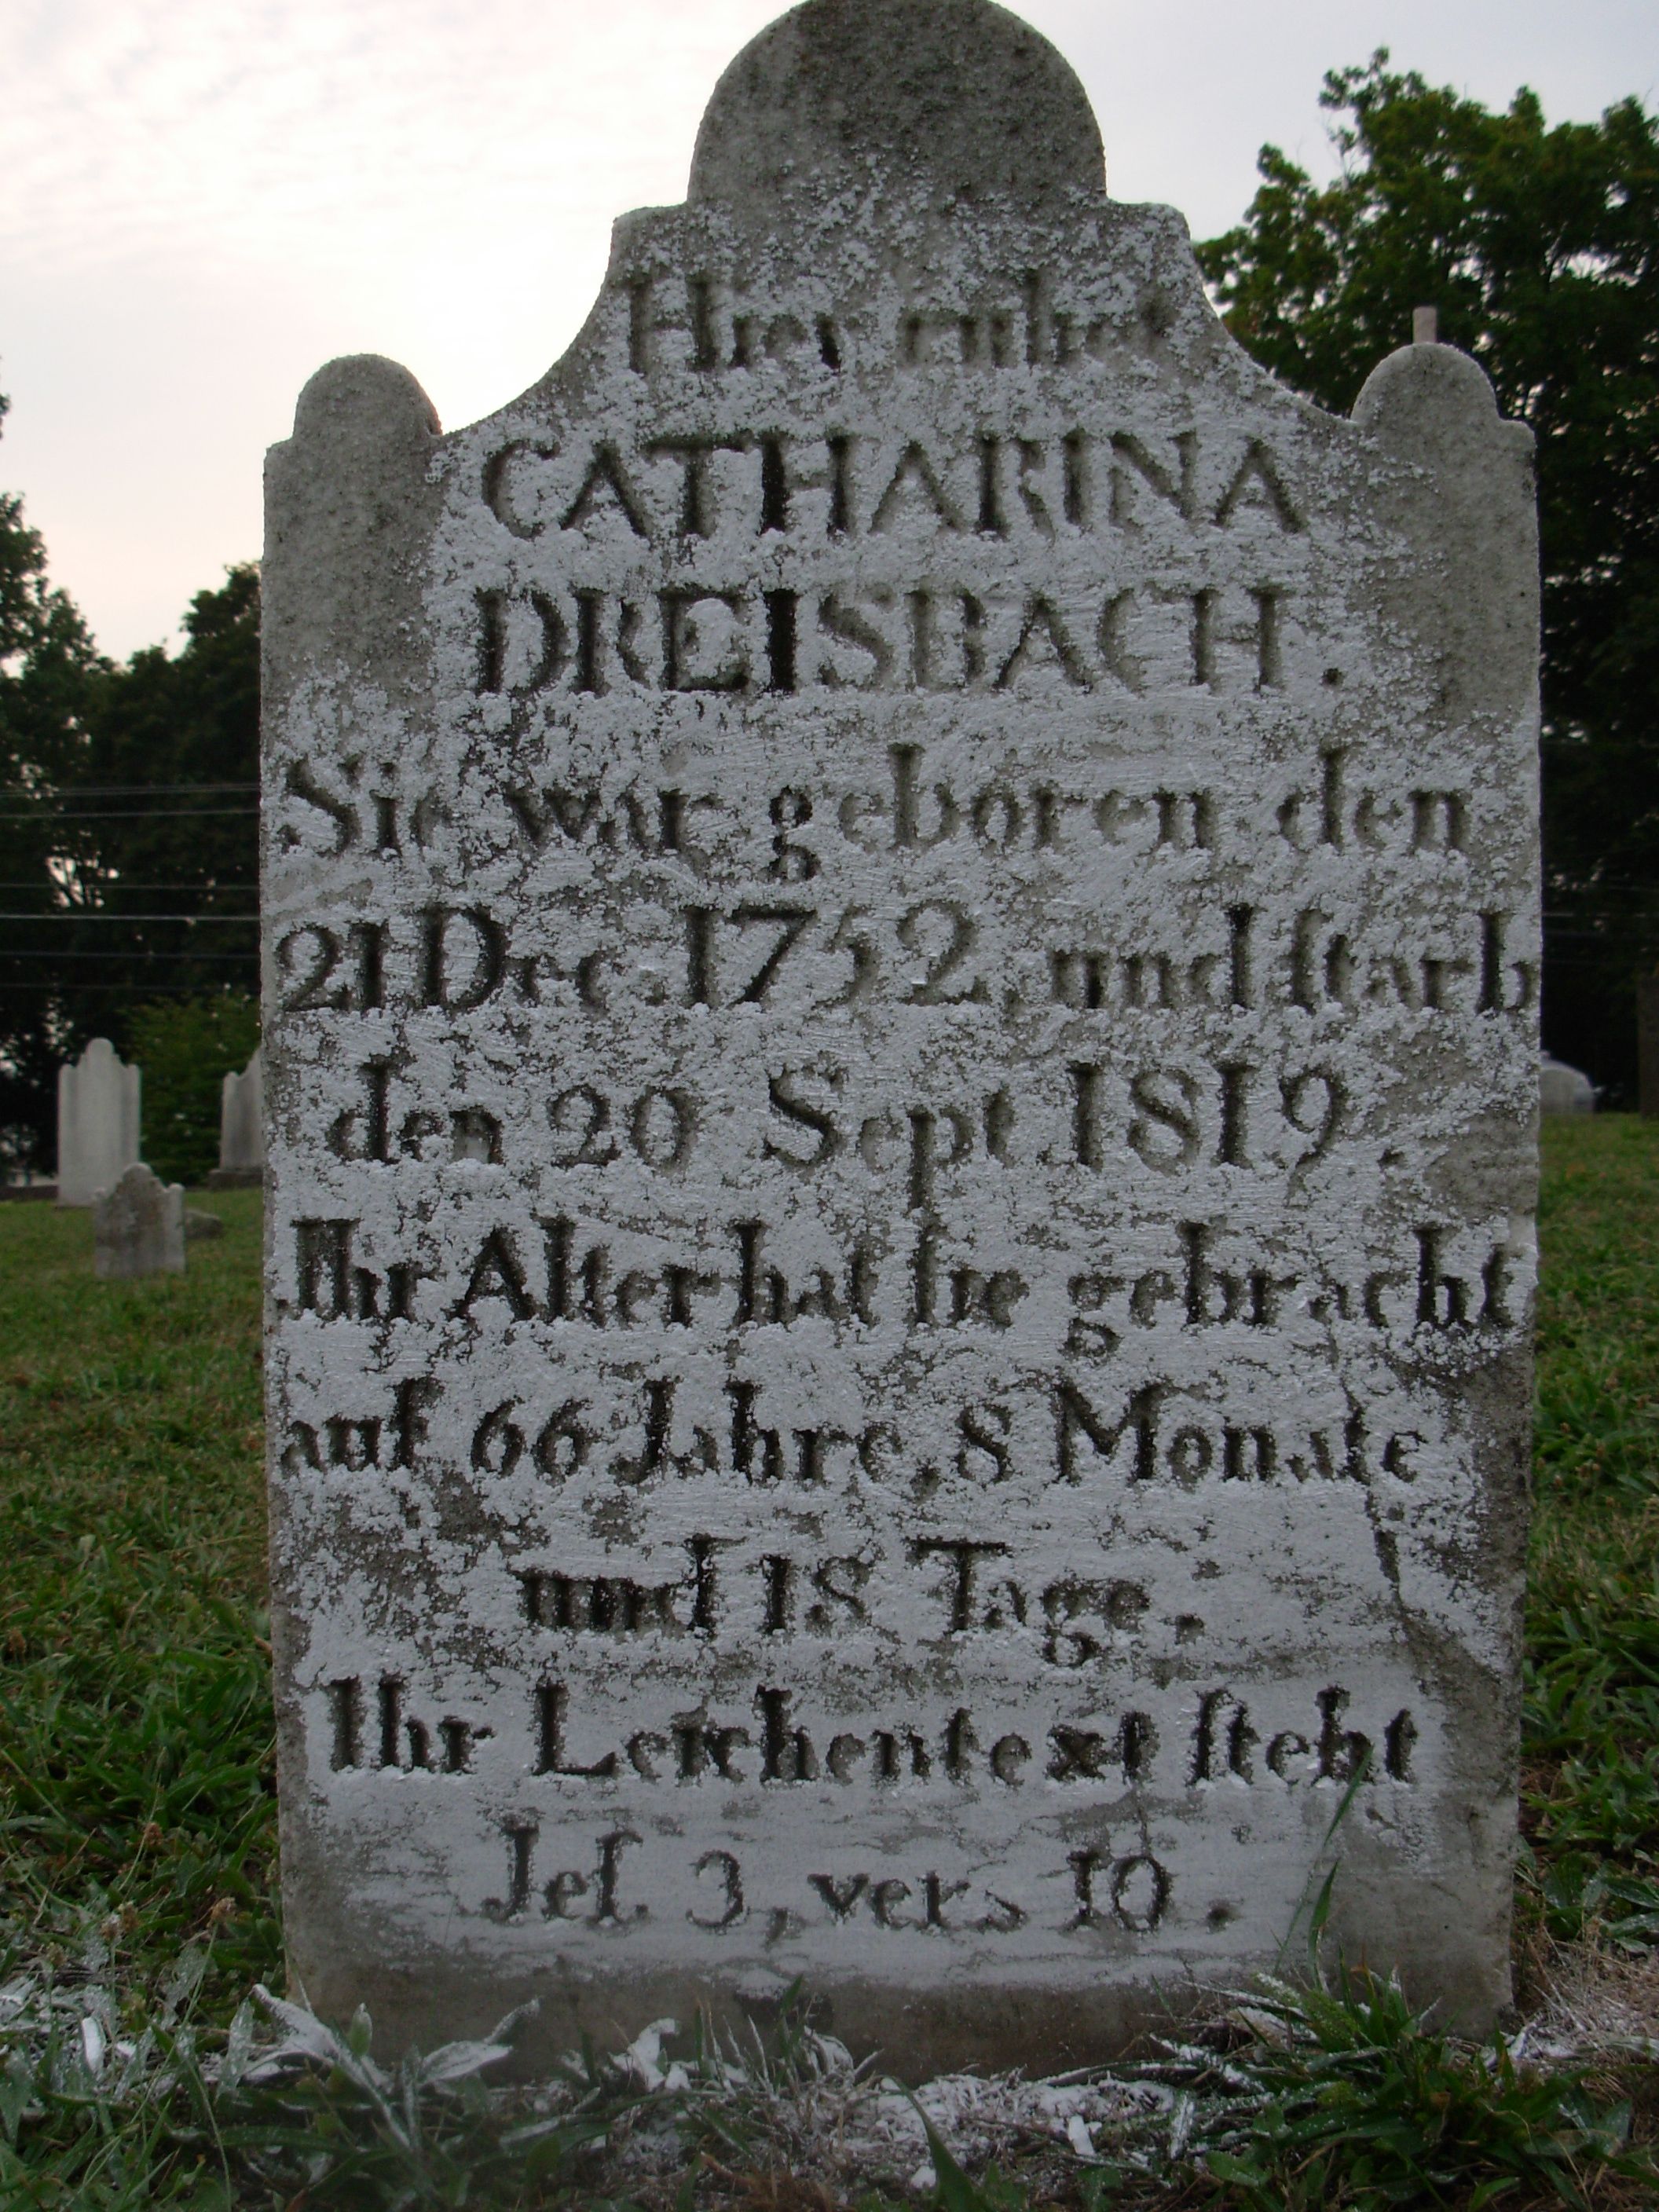 Hier ruhet
CATHARINA
DREISBACH.
Sie war geboren den
21 Dec. 1752, und ſtarb
den 20 Sept 1819.
Ihr Alter hat ſie gebracht
auf 66 Jahre, 8 Monate
und 18 Tage.
Ihr Leichentext ſteht
Jeſ. 3, vers 10.